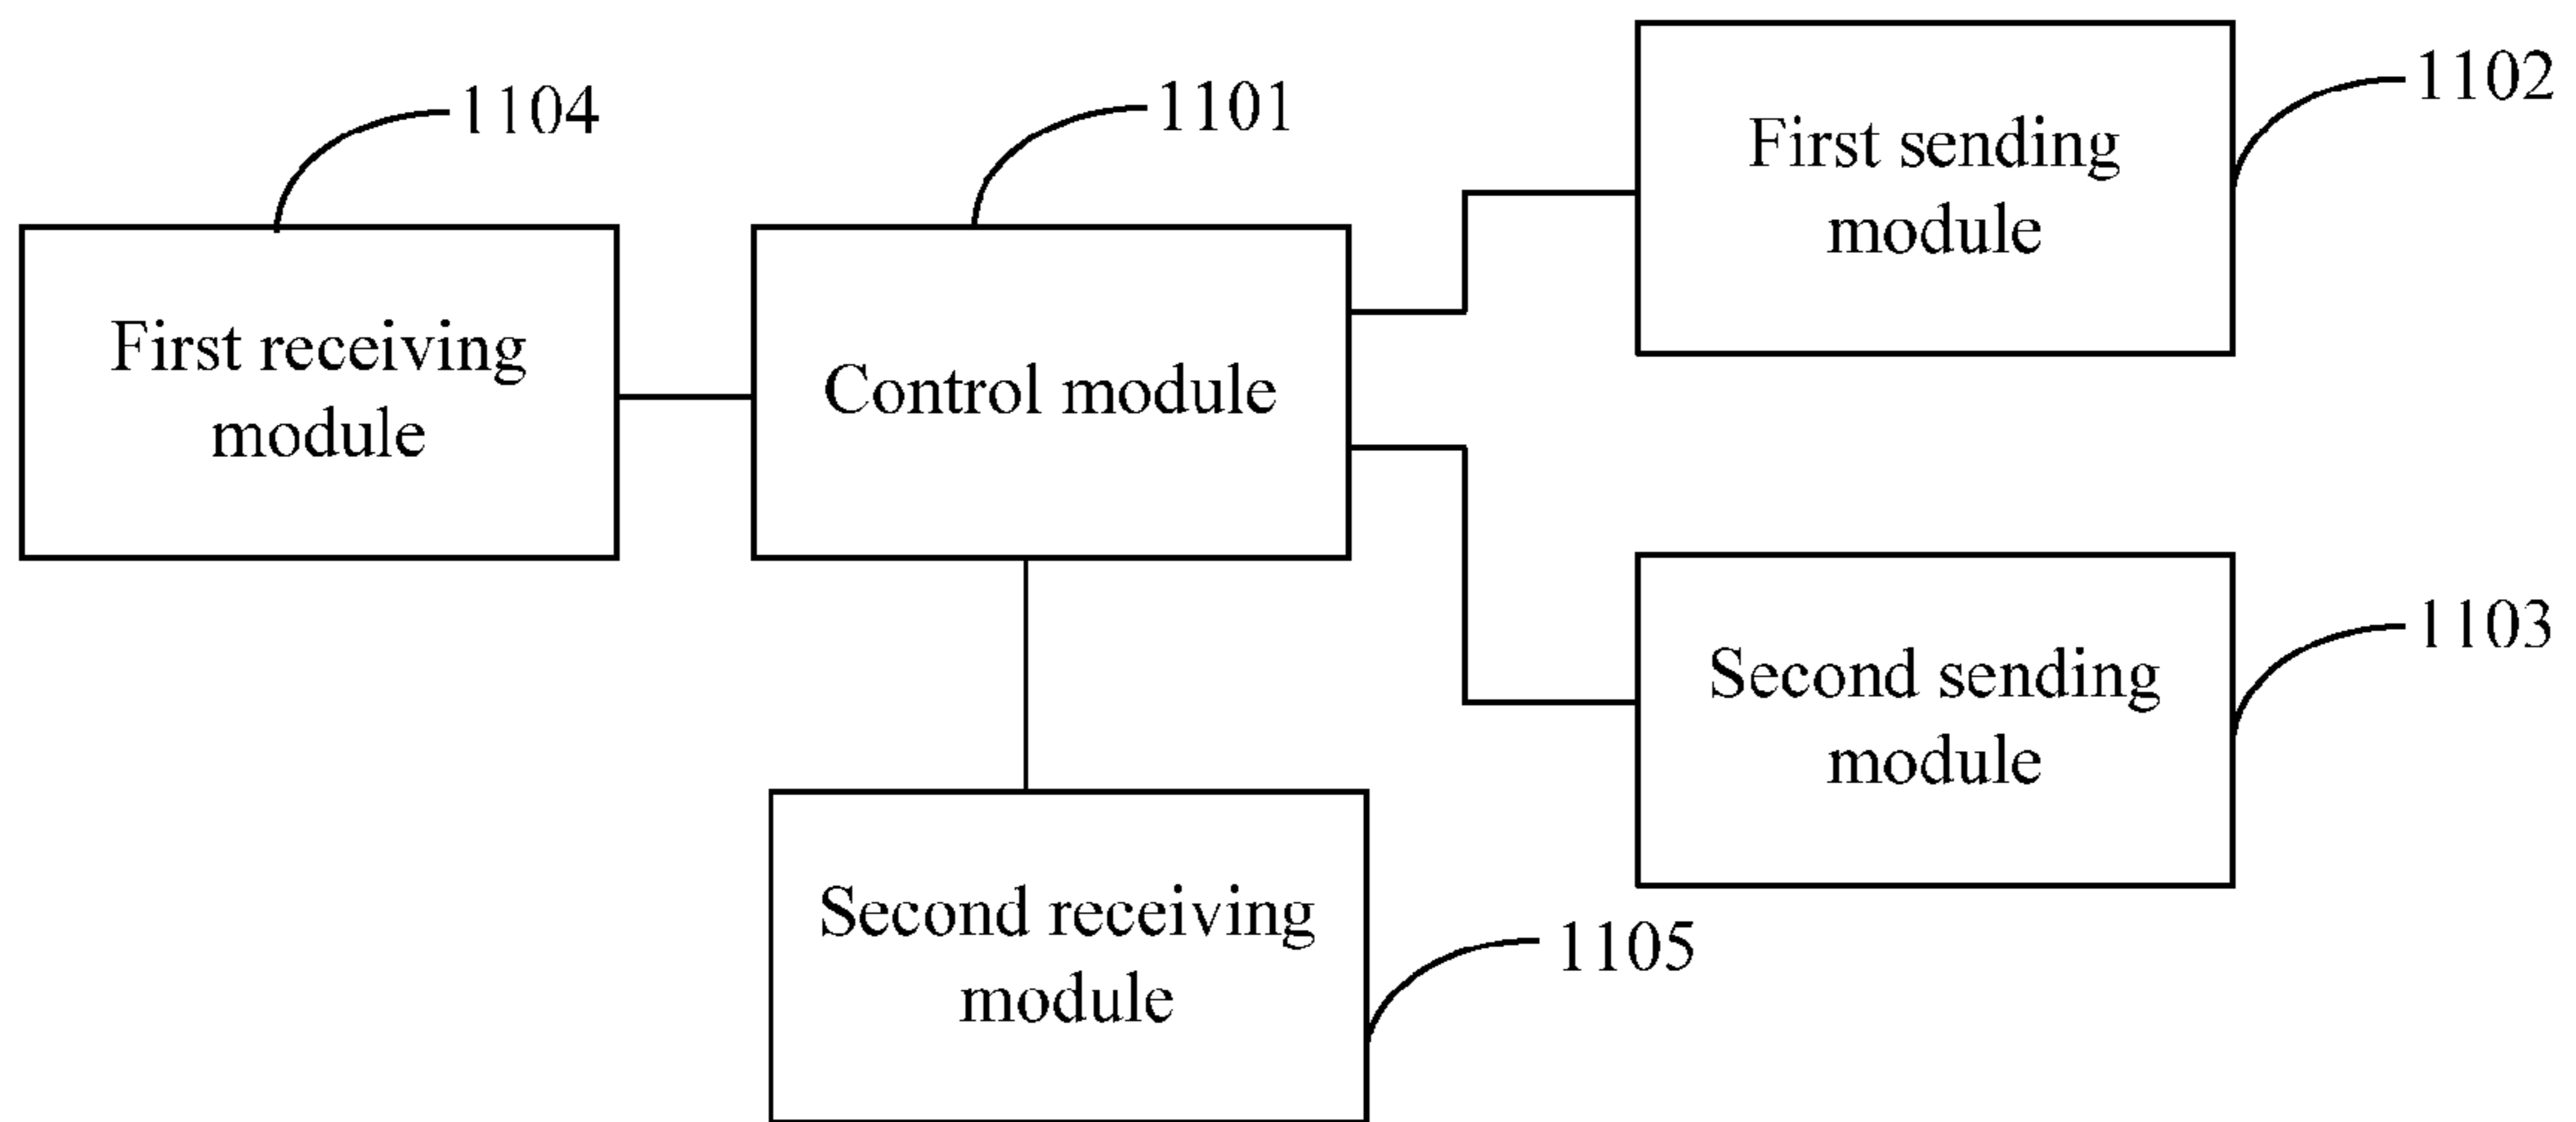 1102
1104
1101
First sending
module
First receiving
module
Control module
1103
Second sending
module
Second receiving
module
1105